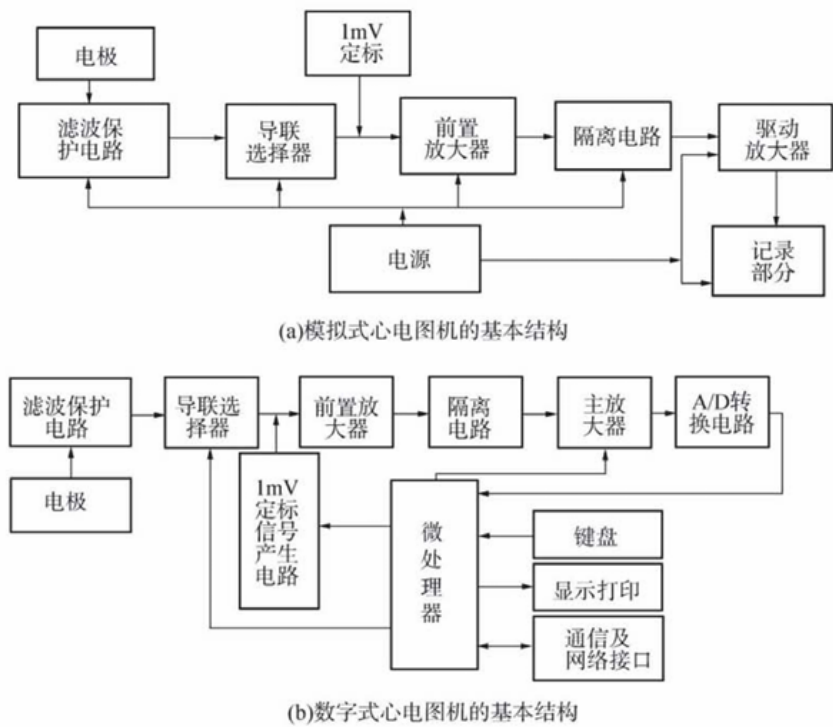 电极
1mV
定标
滤波保
护电路
导联
选择器
前置
放大器
隔离电路
驱动
放大器
电源
记录
部分
(a)模拟式心电图机的基本结构
滤波保护
电路
导联选
择器
前置放
大器
隔离
电路
主放
大器
A/D转
换电路
电极
1mV
定标
信号
产生
电路
微
处
理
器
键盘
显示打印
通信及
网络接口
(b)数字式心电图机的基本结构